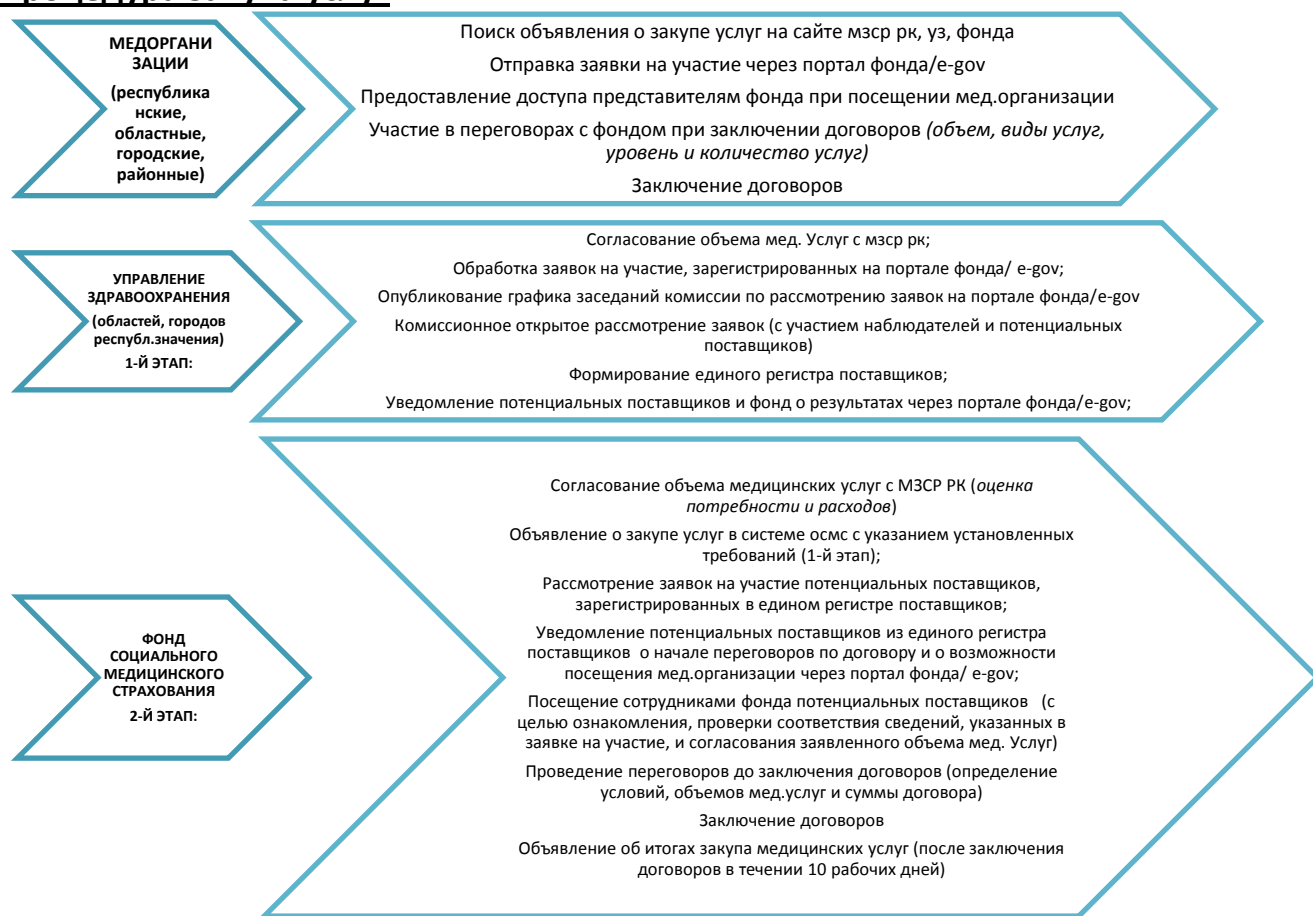 МЕДОРГАНИ
ЗАЦИИ
(республика
нские,
областные,
городские,
районные)
Поиск объявления о закупе услуг на сайте мзср рк, уз, фонда
Отправка заявки на участие через портал фонда/e-gov
Предоставление доступа представителям фонда при посещении мед.организации
Участие в переговорах с фондом при заключении договоров (объем, виды услуг,
уровень и количество услуг)
Заключение договоров
УПРАВЛЕНИЕ
ЗДРАВООХРАНЕНИЯ
(областей, городов
республ.значения)
1-Й ЭТАП:
Согласование объема мед. Услуг с мзср рк;
Обработка заявок на участие, зарегистрированных на портале фонда/ e-gov;
Опубликование графика заседаний комиссии по рассмотрению заявок на портале фонда/e-gov
Комиссионное открытое рассмотрение заявок (с участием наблюдателей и потенциальных
поставщиков)
Формирование единого регистра поставщиков;
Уведомление потенциальных поставщиков и фонд о результатах через портале фонда/e-gov;
ФОНД
СОЦИАЛЬНОГО
МЕДИЦИНСКОГО
СТРАХОВАНИЯ
2-Й ЭТАП:
Согласование объема медицинских услуг с МЗСР РК (оценка
потребности и расходов)
Объявление о закупе услуг в системе осмс с указанием установленных
требований (1-й этап);
Рассмотрение заявок на участие потенциальных поставщиков,
зарегистрированных в едином регистре поставщиков;
Уведомление потенциальных поставщиков из единого регистра
поставщиков  о начале переговоров по договору и о возможности
посещения мед.организации через портал фонда/ e-gov;
Посещение сотрудниками фонда потенциальных поставщиков   (с
целью ознакомления, проверки соответствия сведений, указанных в
заявке на участие, и согласования заявленного объема мед. Услуг)
Проведение переговоров до заключения договоров (определение
условий, объемов мед.услуг и суммы договора)
Заключение договоров
Объявление об итогах закупа медицинских услуг (после заключения
договоров в течении 10 рабочих дней)